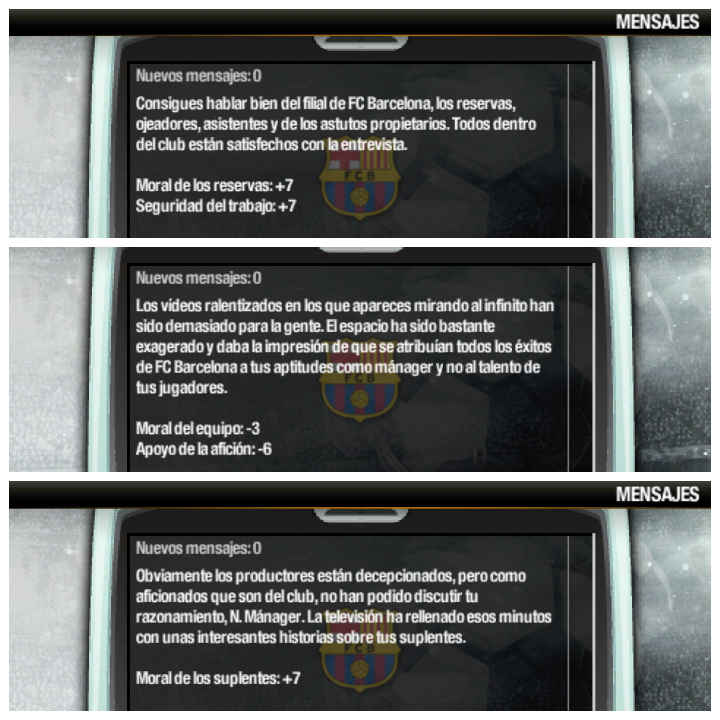 MENSAJES
Nuevos mensajes: 0
Consigues hablar bien del filial de FC Barcelona, los reservas,
ojeadores, asistentes y de los astutos propietarios. Todos dentro
del club están satisfechos con la entrevista.
Moral de los reservas: +7
Seguridad del trabajo: +7
FCB
Nuevos mensajes: 0
Los vídeos ralentizados en los que apareces mirando al infinito han
sido demasiado para la gente. El espacio ha sido bastante
exagerado y daba la impresión de que se atribuían todos los éxitos
de FC Barcelona a tus aptitudes como mánager y no al talento de
tus jugadores.
Moral del equipo: -3
Apoyo de la afición: -6
FCB
MENSAJES
Nuevos mensajes: 0
Obviamente los productores están decepcionados, pero como
aficionados que son del club, no han podido discutir tu
razonamiento, N. Mánager. La televisión ha rellenado esos minutos
con unas interesantes historias sobre tus suplentes.
Moral de los suplentes: +7
FCB